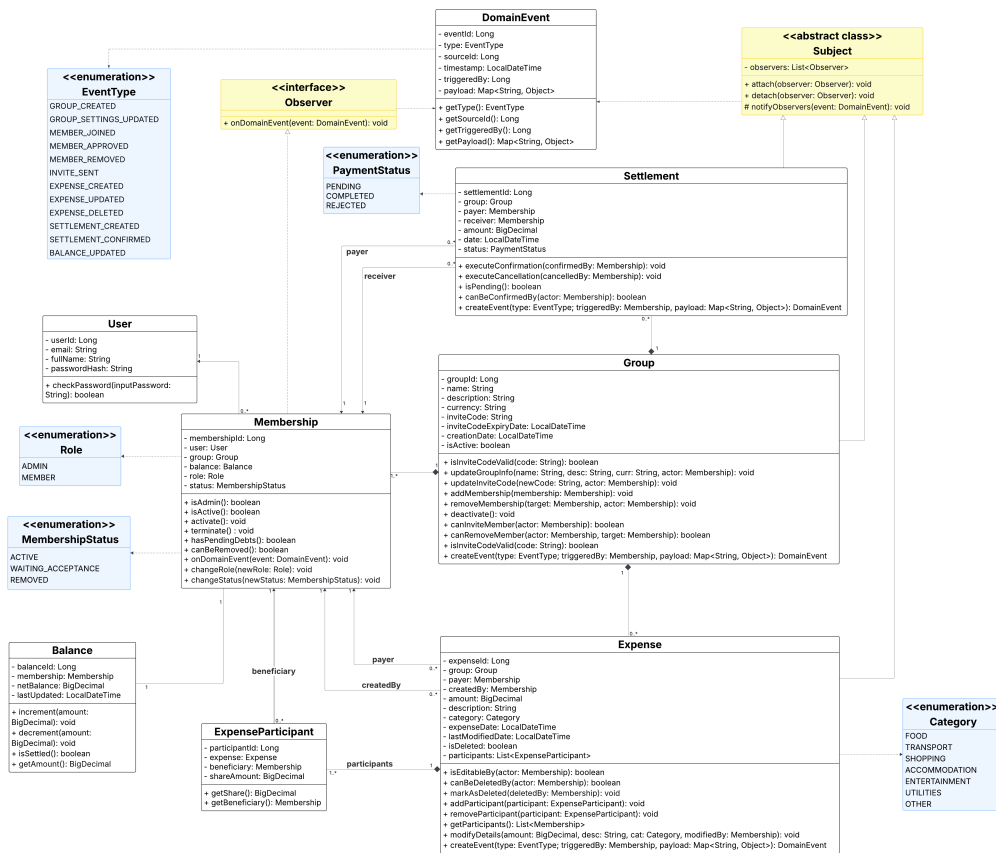 DomainEvent
- eventId: Long
- type: EventType
- sourceId: Long
- timestamp: LocalDateTime
- triggeredBy: Long
- payload: Map<String, Object>
+ getType(): EventType
+ getSourceId(): Long
+ getTriggeredBy(): Long
+ getPayload(): Map<String, Object>
<<abstract class>>
Subject
- observers: List<Observer>
+ attach(observer: Observer): void
+ detach(observer: Observer): void
# notifyObservers(event: DomainEvent): void
<<enumeration>>
EventType
GROUP_CREATED
GROUP_SETTINGS_UPDATED
MEMBER_JOINED
MEMBER_APPROVED
MEMBER_REMOVED
INVITE_SENT
EXPENSE_CREATED
EXPENSE_UPDATED
EXPENSE_DELETED
SETTLEMENT_CREATED
SETTLEMENT_CONFIRMED
BALANCE_UPDATED
<<interface>>
Observer
+ onDomainEvent(event: DomainEvent): void
<<enumeration>>
PaymentStatus
PENDING
COMPLETED
REJECTED
Settlement
- settlementId: Long
- group: Group
- payer: Membership
- receiver: Membership
- amount: BigDecimal
- date: LocalDateTime
- status: PaymentStatus
+ executeConfirmation(confirmedBy: Membership): void
+ executeCancellation(cancelledBy: Membership): void
+ isPending(): boolean
+ canBeConfirmedBy(actor: Membership): boolean
+ createEvent(type: EventType; triggeredBy: Membership, payload: Map<String, Object>): DomainEvent
0..*
payer
0..*
receiver
0..*
1
User
- userId: Long
- email: String
- fullName: String
- passwordHash: String
+ checkPassword(inputPassword:
String): boolean
1
0..*
1
1
Group
- groupId: Long
- name: String
- description: String
- currency: String
- inviteCode: String
- inviteCodeExpiryDate: LocalDateTime
- creationDate: LocalDateTime
- isActive: boolean
+ isInviteCodeValid(code: String): boolean
+ updateGroupInfo(name: String, desc: String, curr: String, actor: Membership): void
+ updateInviteCode(newCode: String, actor: Membership): void
+ addMembership(membership: Membership): void
+ removeMembership(target: Membership, actor: Membership): void
+ deactivate(): void
+ canInviteMember(actor: Membership): boolean
+ canRemoveMember(actor: Membership, target: Membership): boolean
+ isInviteCodeValid(code: String): boolean
+ createEvent(type: EventType; triggeredBy: Membership, payload: Map<String, Object>): DomainEvent
Membership
- membershipId: Long
- user: User
- group: Group
- balance: Balance
- role: Role
- status: MembershipStatus
+ isAdmin(): boolean
+ isActive(): boolean
+ activate(): void
+ terminate() : void
+ hasPendingDebts(): boolean
+ canBeRemoved(): boolean
+ onDomainEvent(event: DomainEvent): void
+ changeRole(newRole: Role): void
+ changeStatus(newStatus: MembershipStatus): void
1..*
1
<<enumeration>>
Role
ADMIN
MEMBER
<<enumeration>>
MembershipStatus
ACTIVE
WAITING_ACCEPTANCE
REMOVED
1
1
1
1
1
0..*
Balance
- balanceId: Long
- membership: Membership
- netBalance: BigDecimal
- lastUpdated: LocalDateTime
+ increment(amount:
BigDecimal): void
+ decrement(amount:
BigDecimal): void
+ isSettled(): boolean
+ getAmount(): BigDecimal
1
beneficiary
0..*
payer
0..*
createdBy
0..*
ExpenseParticipant
- participantId: Long
- expense: Expense
- beneficiary: Membership
- shareAmount: BigDecimal
+ getShare(): BigDecimal
+ getBeneficiary(): Membership
participants
1..*
1
Expense
- expenseId: Long
- group: Group
- payer: Membership
- createdBy: Membership
- amount: BigDecimal
- description: String
- category: Category
- expenseDate: LocalDateTime
- lastModifiedDate: LocalDateTime
- isDeleted: boolean
- participants: List<ExpenseParticipant>
+ isEditableBy(actor: Membership): boolean
+ canBeDeletedBy(actor: Membership): boolean
+ markAsDeleted(deletedBy: Membership): void
+ addParticipant(participant: ExpenseParticipant): void
+ removeParticipant(participant: ExpenseParticipant): void
+ getParticipants(): List<Membership>
+ modifyDetails(amount: BigDecimal, desc: String, cat: Category, modifiedBy: Membership): void
+ createEvent(type: EventType; triggeredBy: Membership, payload: Map<String, Object>): DomainEvent
<<enumeration>>
Category
FOOD
TRANSPORT
SHOPPING
ACCOMMODATION
ENTERTAINMENT
UTILITIES
OTHER